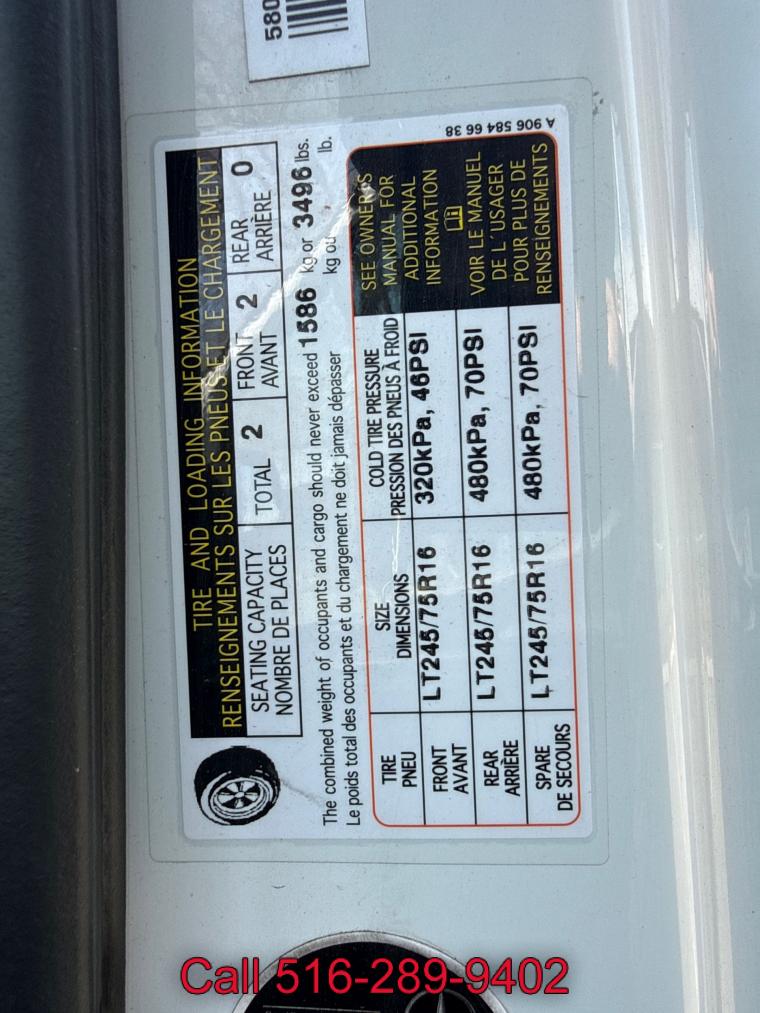 580
TIRE AND LOADING INFORMATION
RENSEIGNEMENTS SUR LES PNEUS ET LE CHARGEMENT
SEATING CAPACITY
NOMBRE DE PLACES
TOTAL 2
FRONT
AVANT
2
REAR
ARRIÈRE
0
The combined weight of occupants and cargo should never exceed 1586 kg or 3496 lbs.
Le poids total des occupants et du chargement ne doit jamais dépasser kg ou lb.
TIRE
PNEU
SIZE
DIMENSIONS
COLD TIRE PRESSURE
PRESSION DES PNEUS À FROID
SEE OWNER'S
MANUAL FOR
ADDITIONAL
INFORMATION
VOIR LE MANUEL
DE L'USAGER
POUR PLUS DE
RENSEIGNEMENTS
FRONT
AVANT
LT245/75R16
320kPa, 46PSI
REAR
ARRIÈRE
LT245/75R16
480kPa, 70PSI
SPARE
DE SECOURS
LT245/75R16
480kPa, 70PSI
A 906 584 66 38
Call 516-289-9402